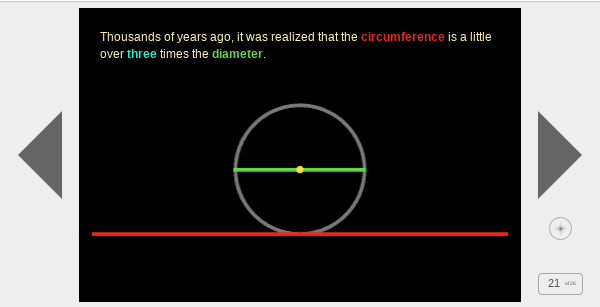 Thousands of years ago, it was realized that the circumference is a little
over three times the diameter.
21 of 26